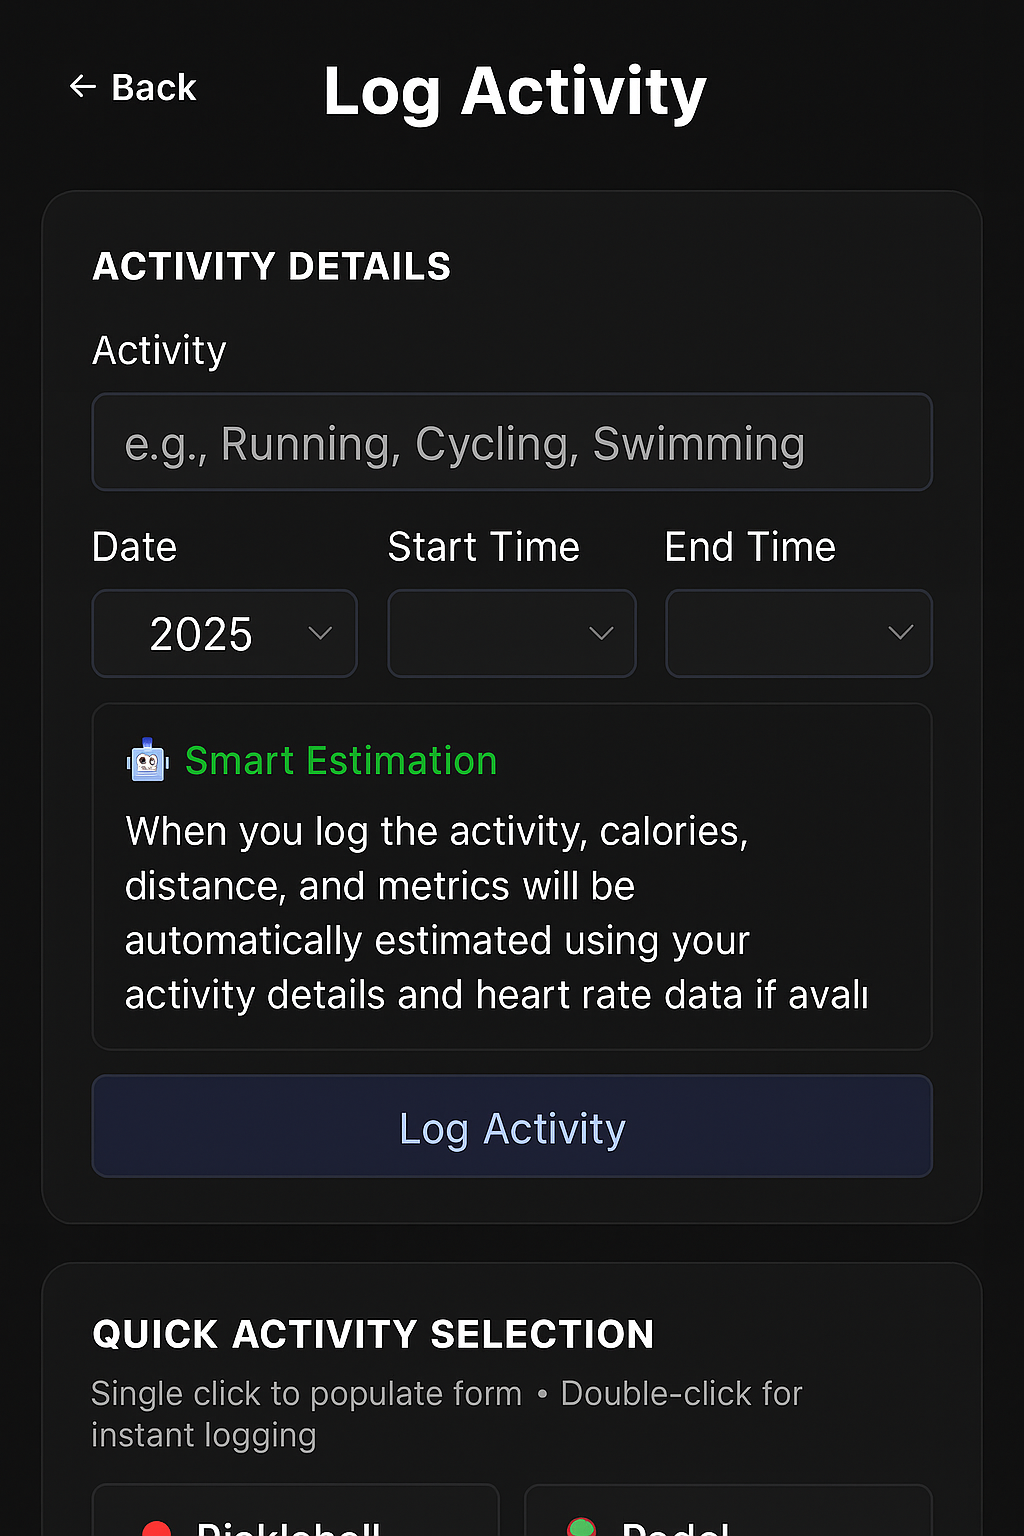 ← Back
Log Activity
ACTIVITY DETAILS
Activity
e.g., Running, Cycling, Swimming
Date Start Time End Time
2025
Smart Estimation
When you log the activity, calories,
distance, and metrics will be
automatically estimated using your
activity details and heart rate data if avalı
Log Activity
QUICK ACTIVITY SELECTION
Single click to populate form • Double-click for
instant logging